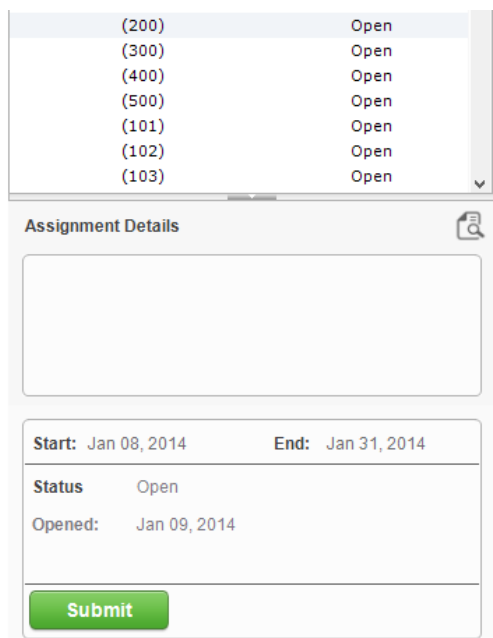 (200) Open
(300) Open
(400) Open
(500) Open
(101) Open
(102) Open
(103) Open
Assignment Details
Start: Jan 08, 2014 End: Jan 31, 2014
Status Open
Opened: Jan 09, 2014
Submit